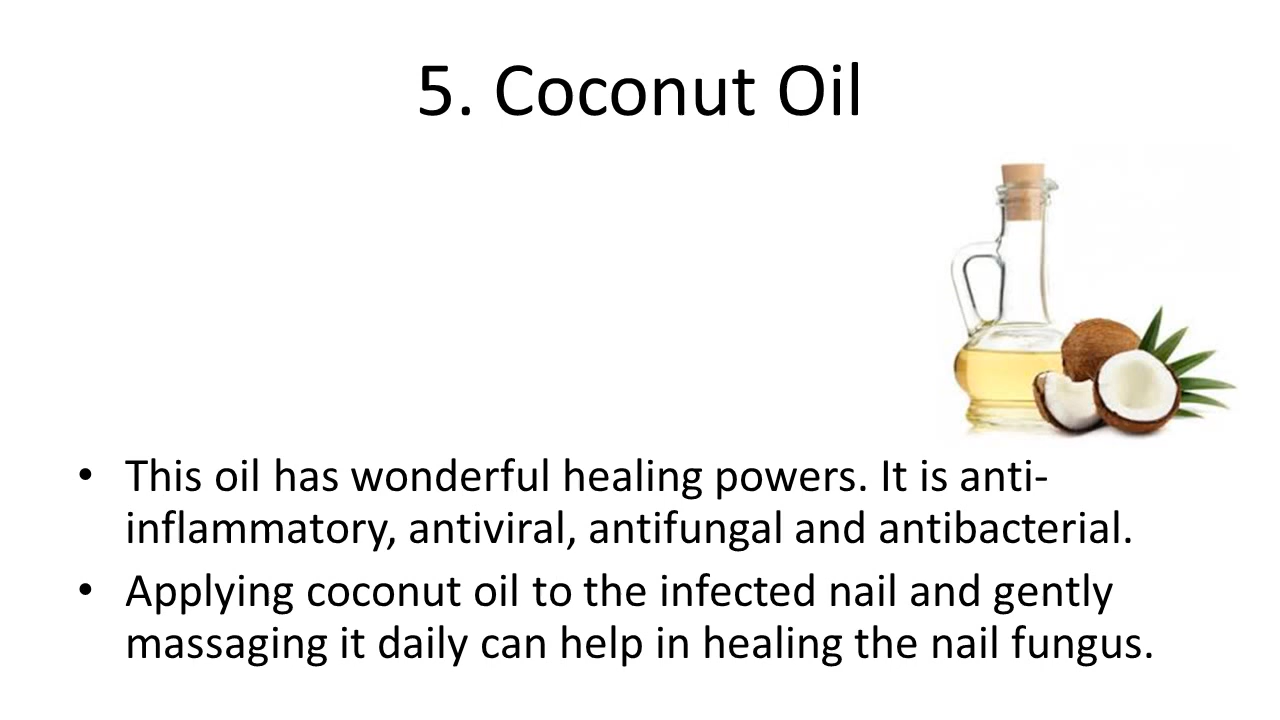 5. Coconut Oil
• This oil has wonderful healing powers. It is anti-
inflammatory, antiviral, antifungal and antibacterial.
• Applying coconut oil to the infected nail and gently
massaging it daily can help in healing the nail fungus.